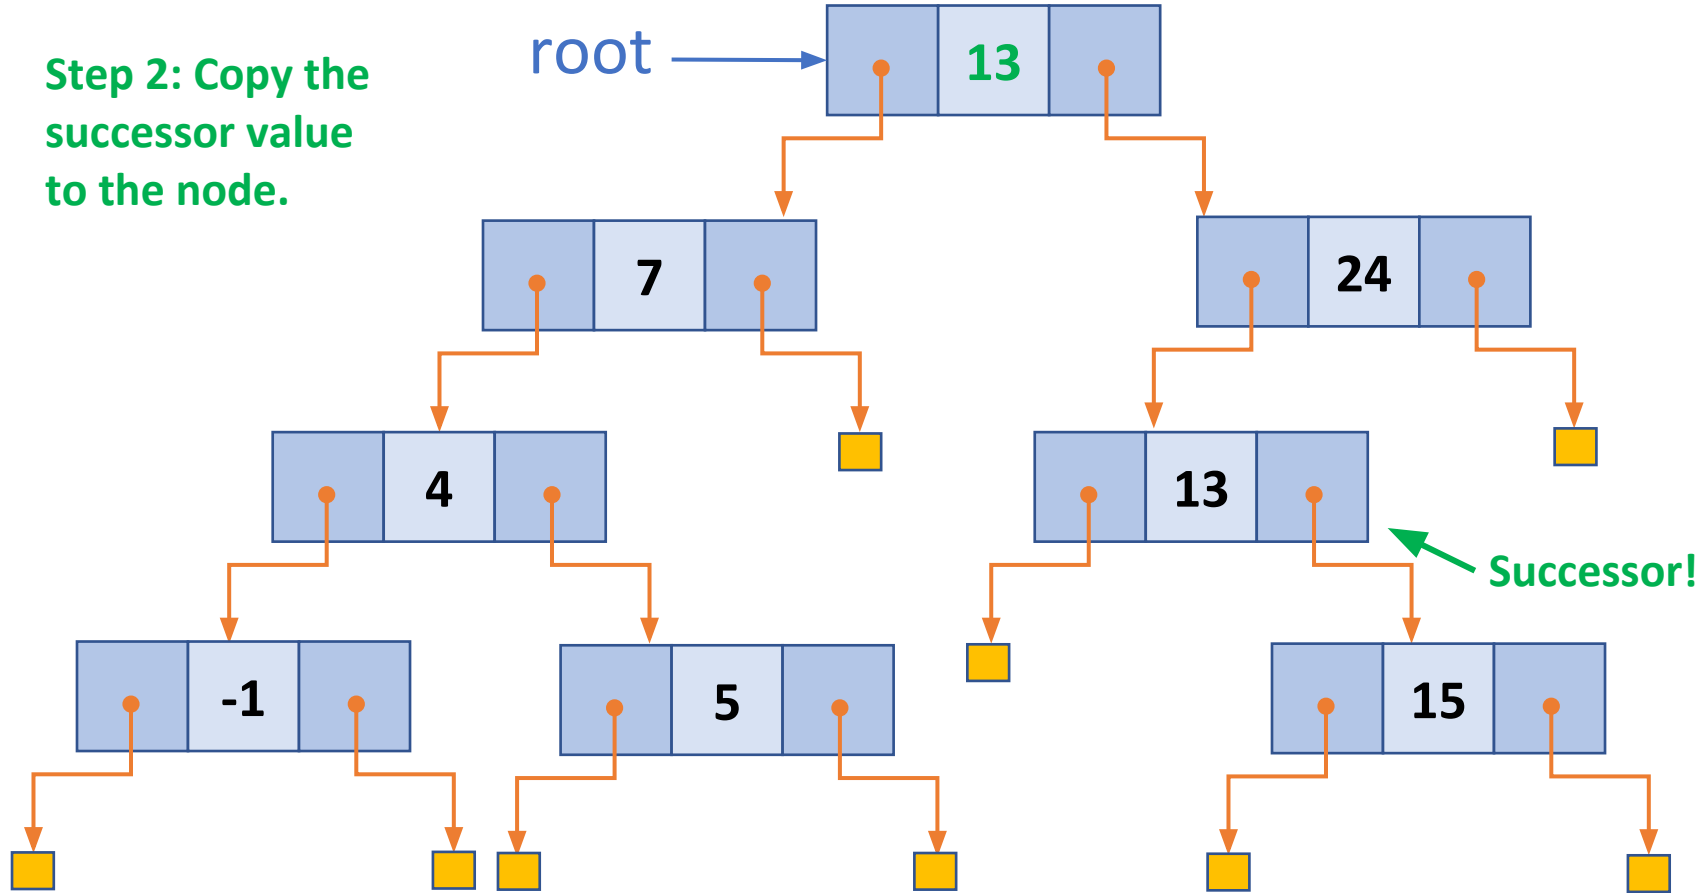 root
13
Step 2: Copy the
successor value
to the node.
7
24
4
13
Successor!
-1
5
15